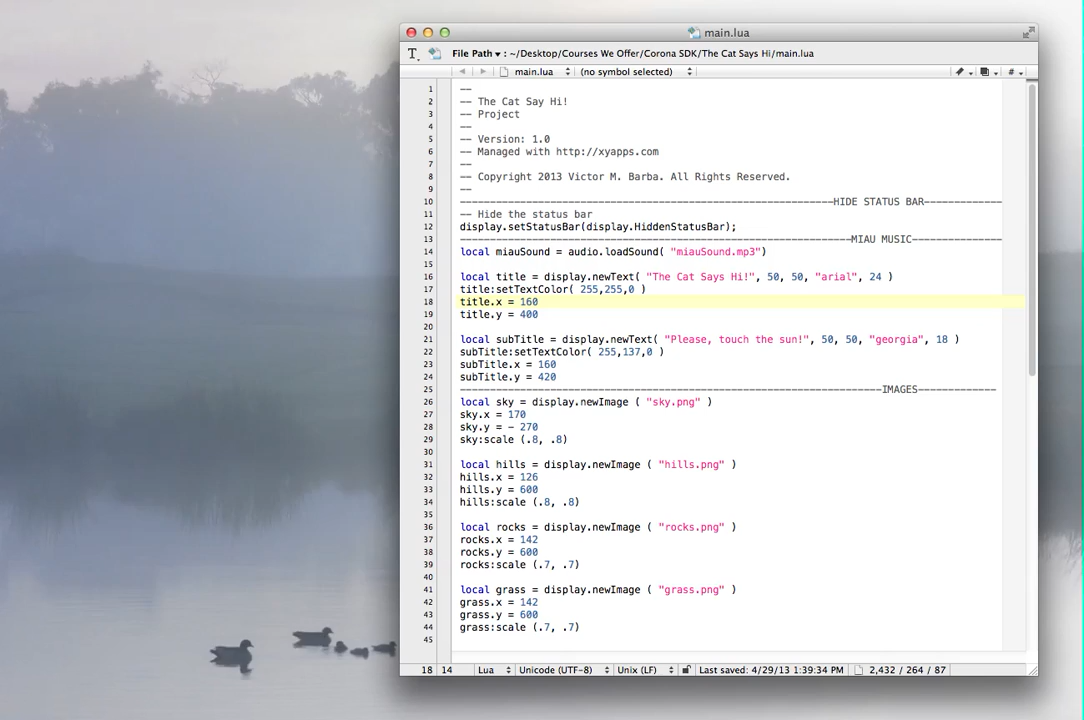 main.lua
File Path ▾ : ~/Desktop/Courses We Offer/Corona SDK/The Cat Says Hi/main.lua
main.lua (no symbol selected) #
1 --
2 -- The Cat Say Hi!
3 -- Project
4 --
5 -- Version: 1.0
6 -- Managed with http://xyapps.com
7 --
8 -- Copyright 2013 Victor M. Barba. All Rights Reserved.
9 --
10 --------------------------------------------------------------HIDE STATUS BAR-------------
11 -- Hide the status bar
12 display.setStatusBar(display.HiddenStatusBar);
13 -----------------------------------------------------------------MIAU MUSIC---------------
14 local miauSound = audio.loadSound( "miauSound.mp3")
15
16 local title = display.newText( "The Cat Says Hi!", 50, 50, "arial", 24 )
17 title:setTextColor( 255,255,0 )
18 title.x = 160
19 title.y = 400
20
21 local subTitle = display.newText( "Please, touch the sun!", 50, 50, "georgia", 18 )
22 subTitle:setTextColor( 255,137,0 )
23 subTitle.x = 160
24 subTitle.y = 420
25 ----------------------------------------------------------------------IMAGES-------------
26 local sky = display.newImage ( "sky.png" )
27 sky.x = 170
28 sky.y = - 270
29 sky:scale (.8, .8)
30
31 local hills = display.newImage ( "hills.png" )
32 hills.x = 126
33 hills.y = 600
34 hills:scale (.8, .8)
35
36 local rocks = display.newImage ( "rocks.png" )
37 rocks.x = 142
38 rocks.y = 600
39 rocks:scale (.7, .7)
40
41 local grass = display.newImage ( "grass.png" )
42 grass.x = 142
43 grass.y = 600
44 grass:scale (.7, .7)
45
18 14 Lua Unicode (UTF-8) Unix (LF) Last saved: 4/29/13 1:39:34 PM 2,432 / 264 / 87